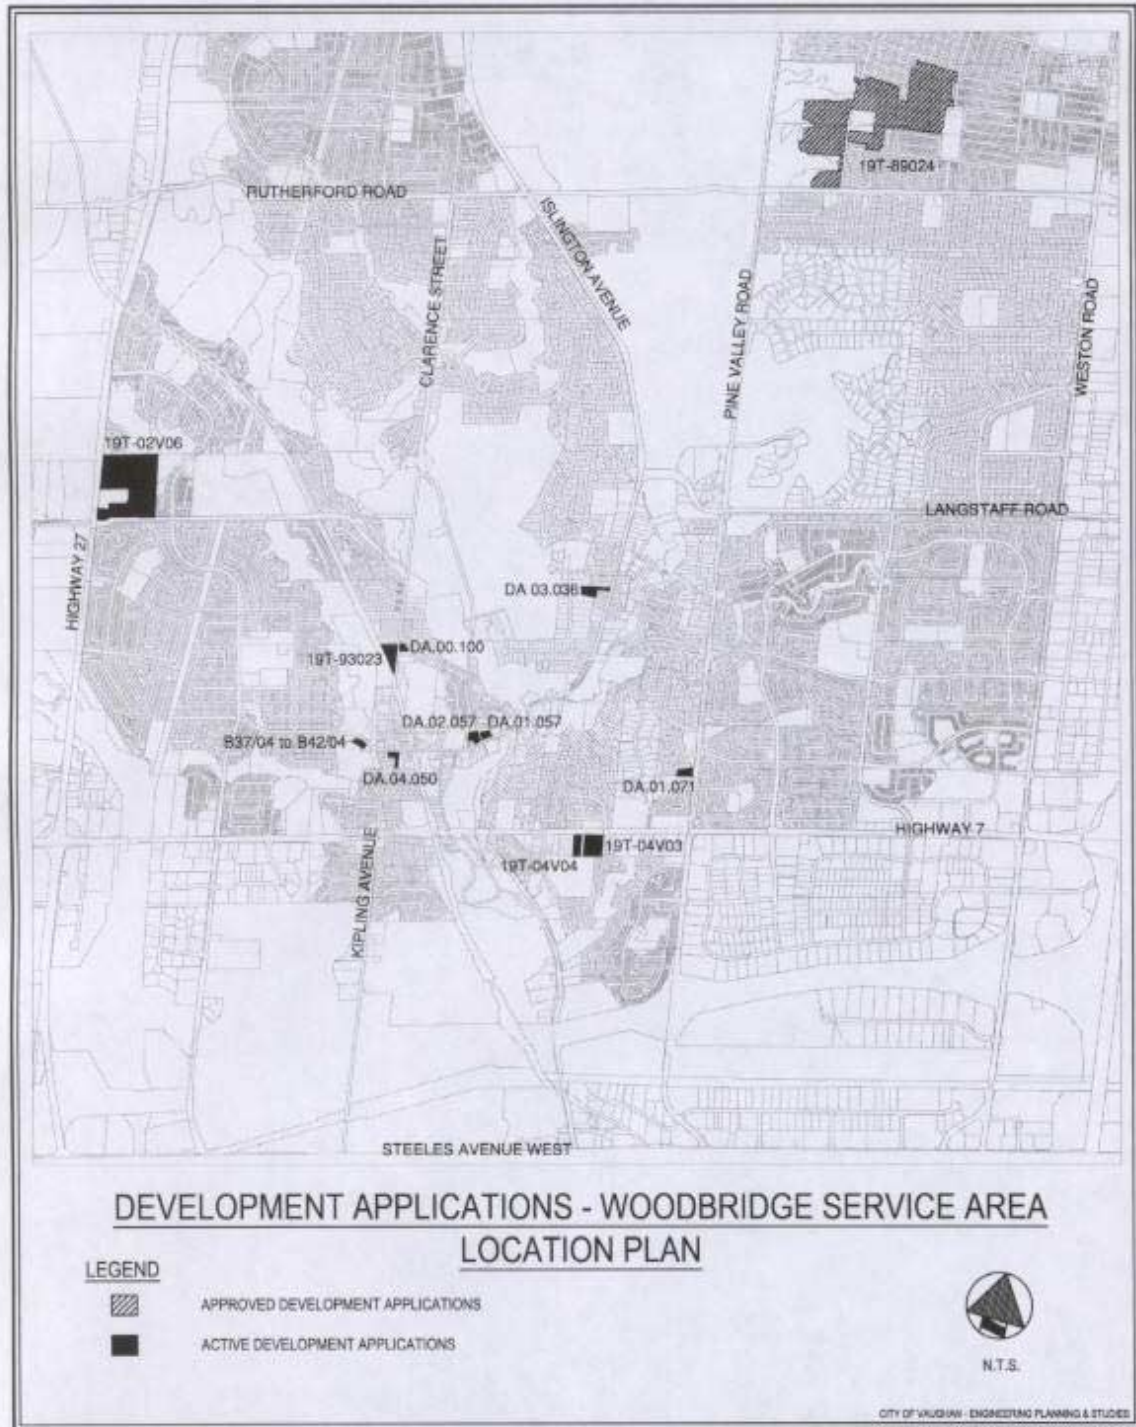 19T-89024
RUTHERFORD ROAD
ISLINGTON AVENUE
CLARENCE STREET
PINE VALLEY ROAD
WESTON ROAD
19T-02V06
LANGSTAFF ROAD
HIGHWAY 27
DA 03.036
DA.00.100
19T-93023
DA.02.057 DA.01.057
B37/04 to B42/04
DA.04.050
DA.01.071
HIGHWAY 7
19T-04V03
19T-04V04
KIPLING AVENUE
STEELES AVENUE WEST
DEVELOPMENT APPLICATIONS - WOODBRIDGE SERVICE AREA
LOCATION PLAN
LEGEND
APPROVED DEVELOPMENT APPLICATIONS
ACTIVE DEVELOPMENT APPLICATIONS
N.T.S.
CITY OF VAUGHAN - ENGINEERING PLANNING & STUDIES